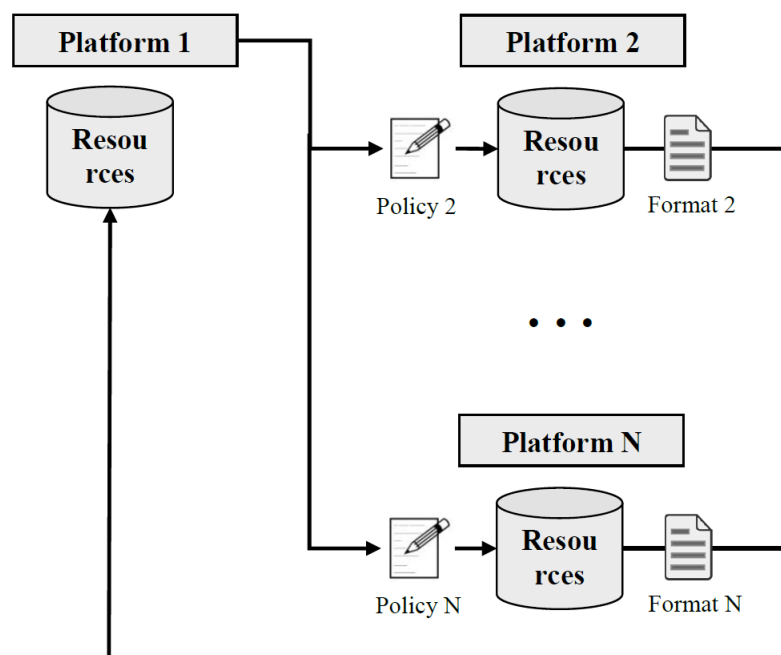 Platform 1
Platform 2
Resou
rces
Resou
rces
Policy 2
Format 2
• • •
Platform N
Resou
rces
Policy N
Format N